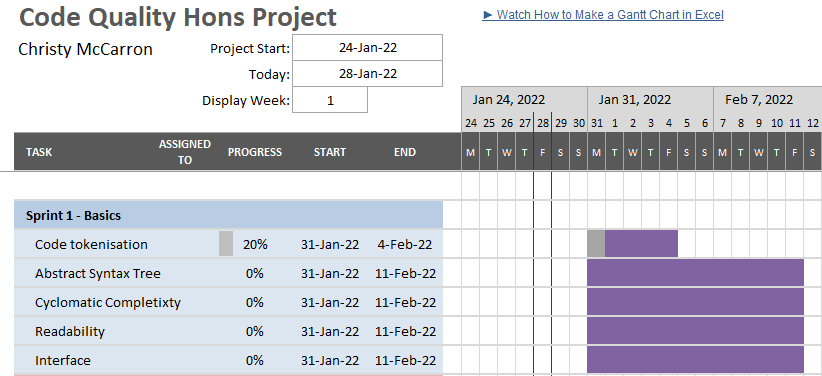 Code Quality Hons Project
► Watch How to Make a Gantt Chart in Excel
Christy McCarron
Project Start: 24-Jan-22
Today: 28-Jan-22
Display Week: 1
Jan 24, 2022 Jan 31, 2022 Feb 7, 2022
24 25 26 27 28 29 30 31 1 2 3 4 5 6 7 8 9 10 11 12
TASK ASSIGNED TO PROGRESS START END M T W T F S S M T W T F S S M T W T F S
Sprint 1 - Basics
Code tokenisation 20% 31-Jan-22 4-Feb-22
Abstract Syntax Tree 0% 31-Jan-22 11-Feb-22
Cyclomatic Completixty 0% 31-Jan-22 11-Feb-22
Readability 0% 31-Jan-22 11-Feb-22
Interface 0% 31-Jan-22 11-Feb-22